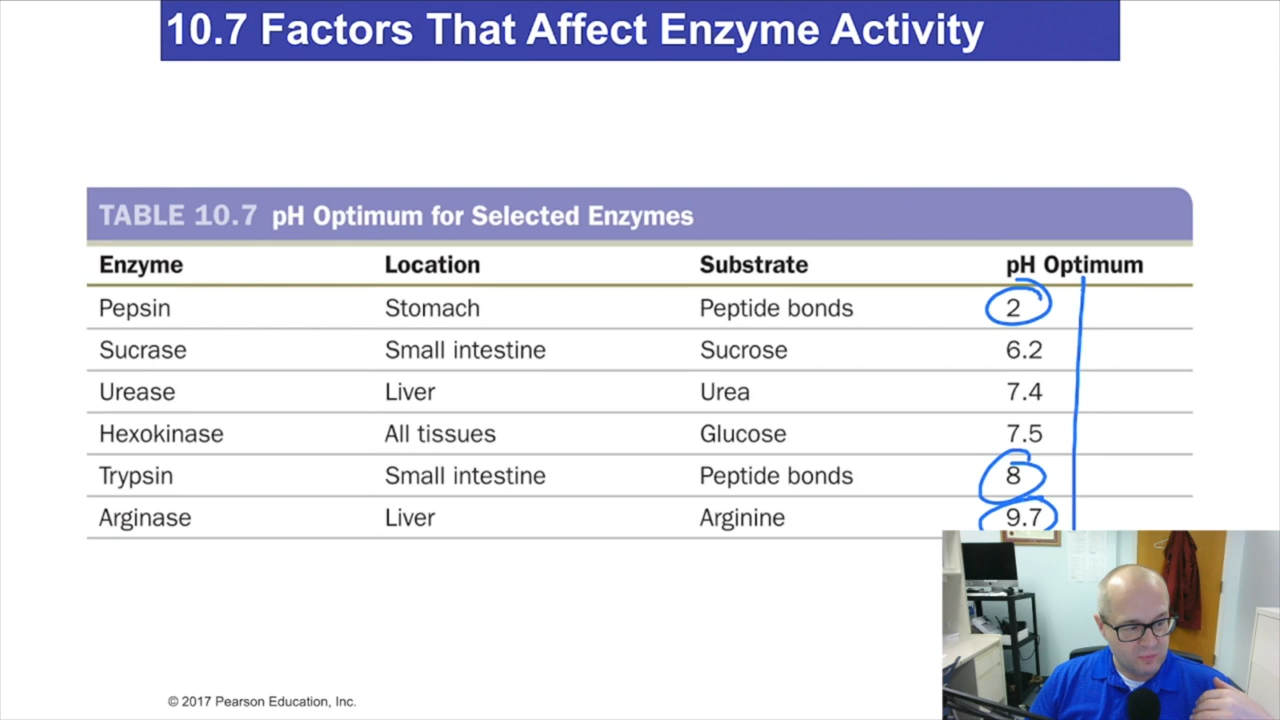 10.7 Factors That Affect Enzyme Activity
TABLE 10.7 pH Optimum for Selected Enzymes
Enzyme Location Substrate pH Optimum
Pepsin Stomach Peptide bonds 2
Sucrase Small intestine Sucrose 6.2
Urease Liver Urea 7.4
Hexokinase All tissues Glucose 7.5
Trypsin Small intestine Peptide bonds 8
Arginase Liver Arginine 9.7
© 2017 Pearson Education, Inc.